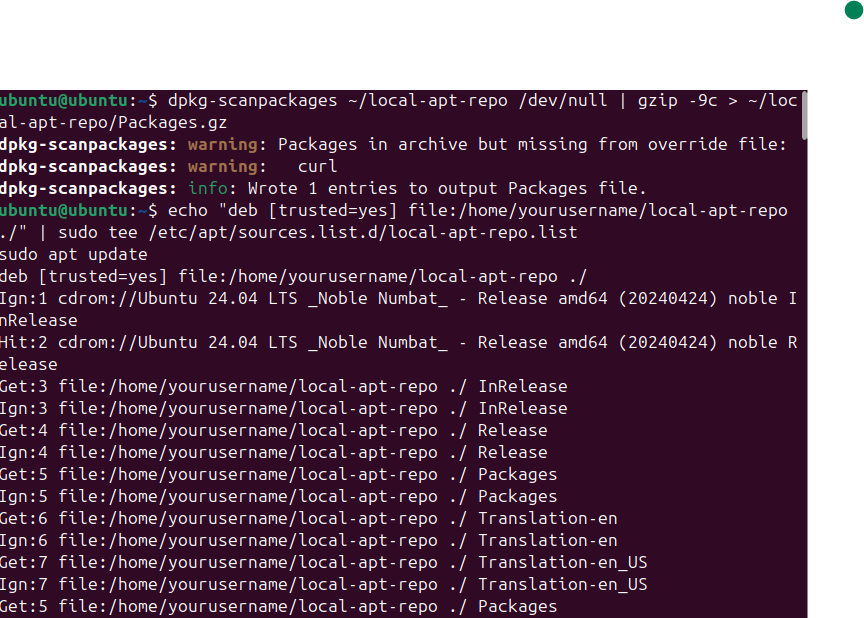 ubuntu@ubuntu:~$ dpkg-scanpackages ~/local-apt-repo /dev/null | gzip -9c > ~/loc
al-apt-repo/Packages.gz
dpkg-scanpackages: warning: Packages in archive but missing from override file:
dpkg-scanpackages: warning:   curl
dpkg-scanpackages: info: Wrote 1 entries to output Packages file.
ubuntu@ubuntu:~$ echo "deb [trusted=yes] file:/home/yourusername/local-apt-repo
./" | sudo tee /etc/apt/sources.list.d/local-apt-repo.list
sudo apt update
deb [trusted=yes] file:/home/yourusername/local-apt-repo ./
Ign:1 cdrom://Ubuntu 24.04 LTS _Noble Numbat_ - Release amd64 (20240424) noble I
nRelease
Hit:2 cdrom://Ubuntu 24.04 LTS _Noble Numbat_ - Release amd64 (20240424) noble R
elease
Get:3 file:/home/yourusername/local-apt-repo ./ InRelease
Ign:3 file:/home/yourusername/local-apt-repo ./ InRelease
Get:4 file:/home/yourusername/local-apt-repo ./ Release
Ign:4 file:/home/yourusername/local-apt-repo ./ Release
Get:5 file:/home/yourusername/local-apt-repo ./ Packages
Ign:5 file:/home/yourusername/local-apt-repo ./ Packages
Get:6 file:/home/yourusername/local-apt-repo ./ Translation-en
Ign:6 file:/home/yourusername/local-apt-repo ./ Translation-en
Get:7 file:/home/yourusername/local-apt-repo ./ Translation-en_US
Ign:7 file:/home/yourusername/local-apt-repo ./ Translation-en_US
Get:5 file:/home/yourusername/local-apt-repo ./ Packages